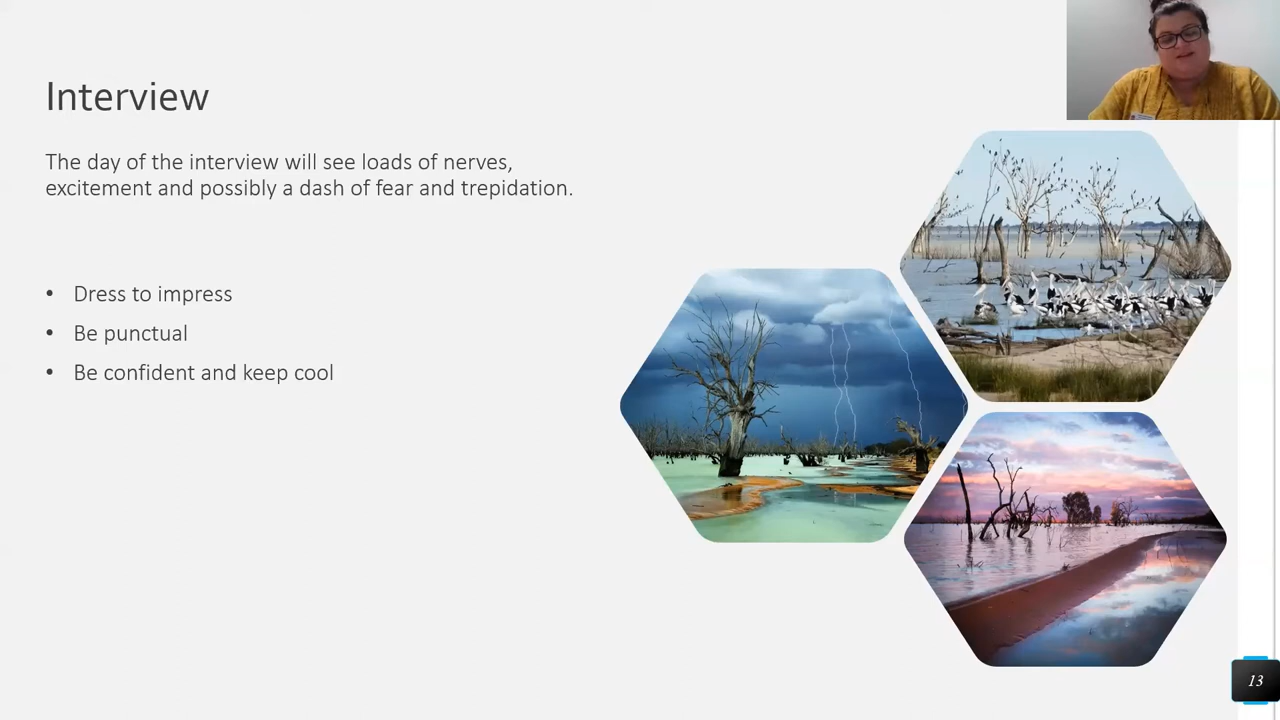 Interview
The day of the interview will see loads of nerves,
excitement and possibly a dash of fear and trepidation.
• Dress to impress
• Be punctual
• Be confident and keep cool
13